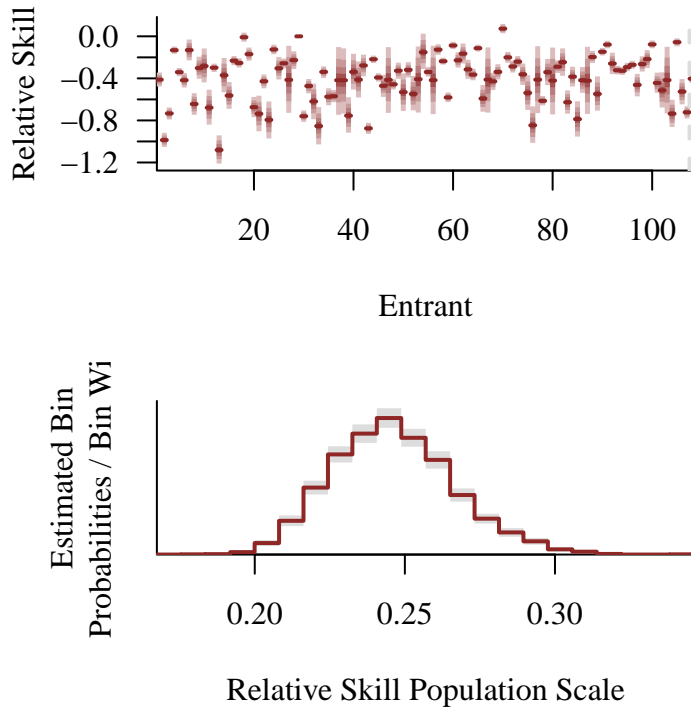 Relative Skill
0.0
−0.4
−0.8
−1.2
20 40 60 80 100
Entrant
Estimated Bin
Probabilities / Bin Wi
0.20 0.25 0.30
Relative Skill Population Scale